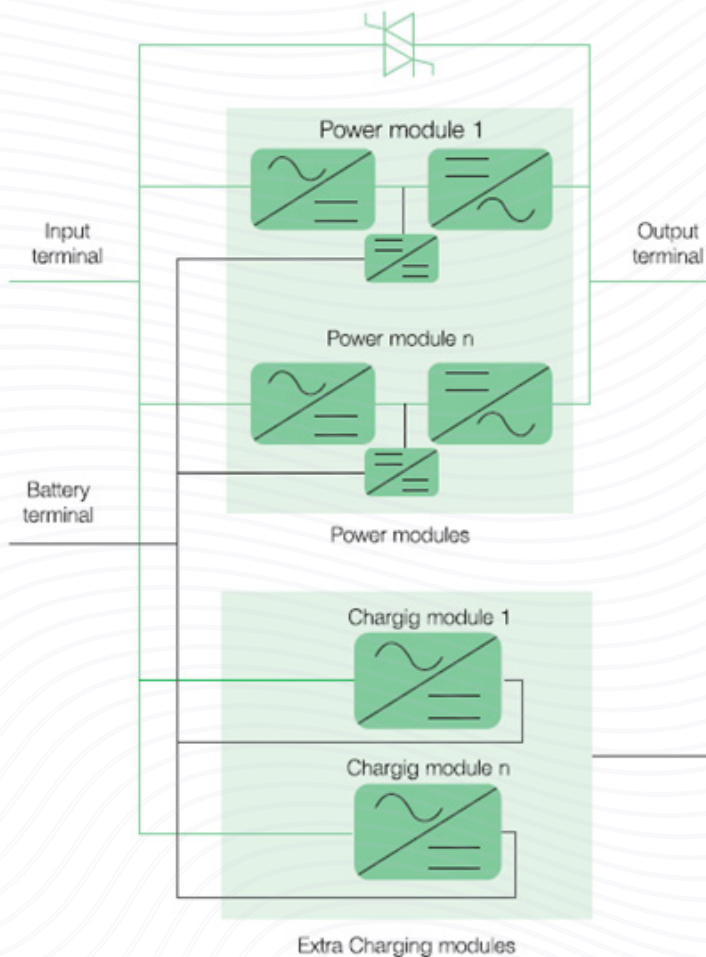 Power module 1
Input
terminal
Output
terminal
Power module n
Battery
terminal
Power modules
Chargig module 1
Chargig module n
Extra Charging modules